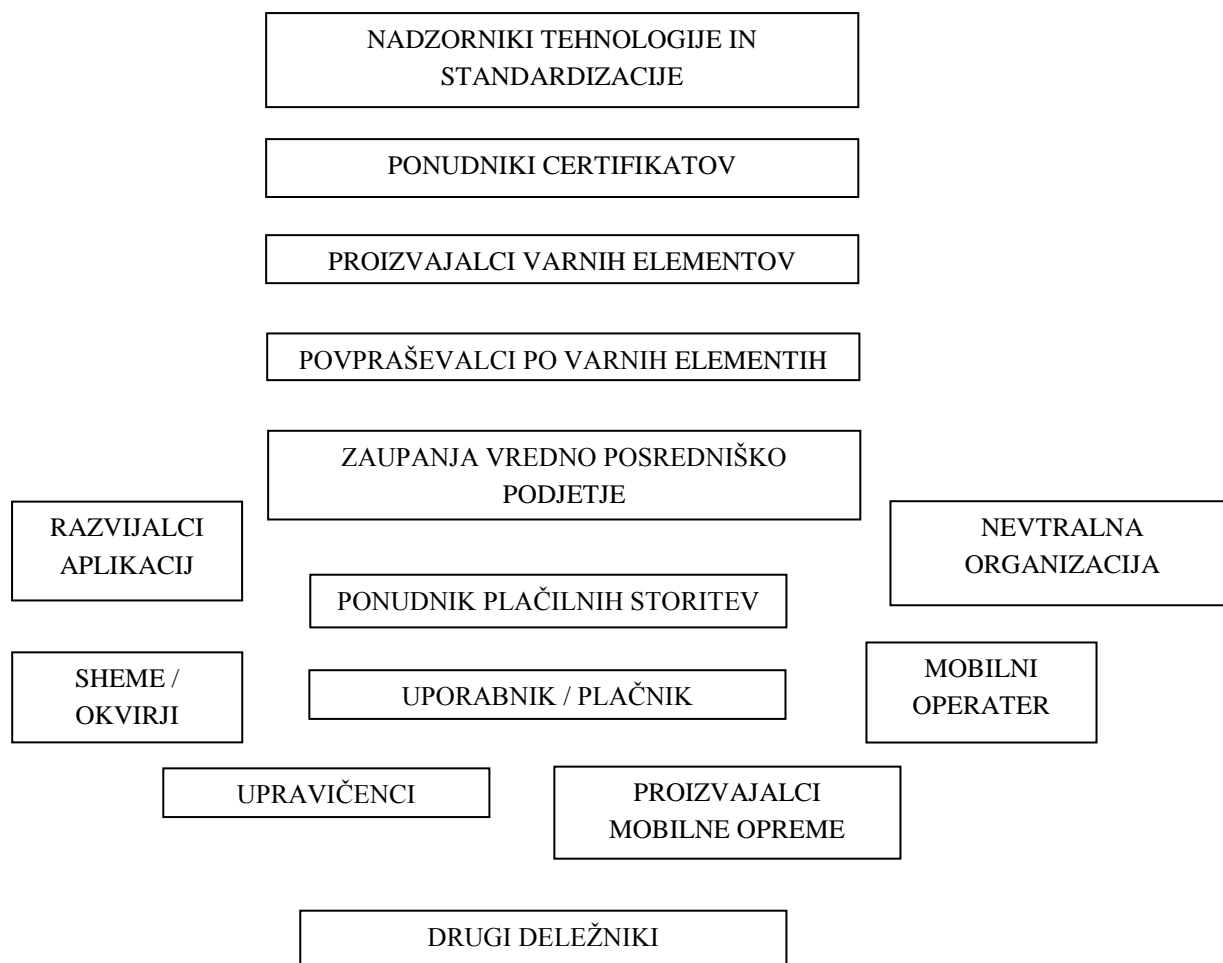 NADZORNIKI TEHNOLOGIJE IN
STANDARDIZACIJE
PONUDNIKI CERTIFIKATOV
PROIZVAJALCI VARNIH ELEMENTOV
POVPRAŠEVALCI PO VARNIH ELEMENTIH
ZAUPANJA VREDNO POSREDNIŠKO
PODJETJE
RAZVIJALCI
APLIKACIJ
NEVTRALNA
ORGANIZACIJA
PONUDNIK PLAČILNIH STORITEV
SHEME /
OKVIRJI
UPORABNIK / PLAČNIK
MOBILNI
OPERATER
UPRAVIČENCI
PROIZVAJALCI
MOBILNE OPREME
DRUGI DELEŽNIKI